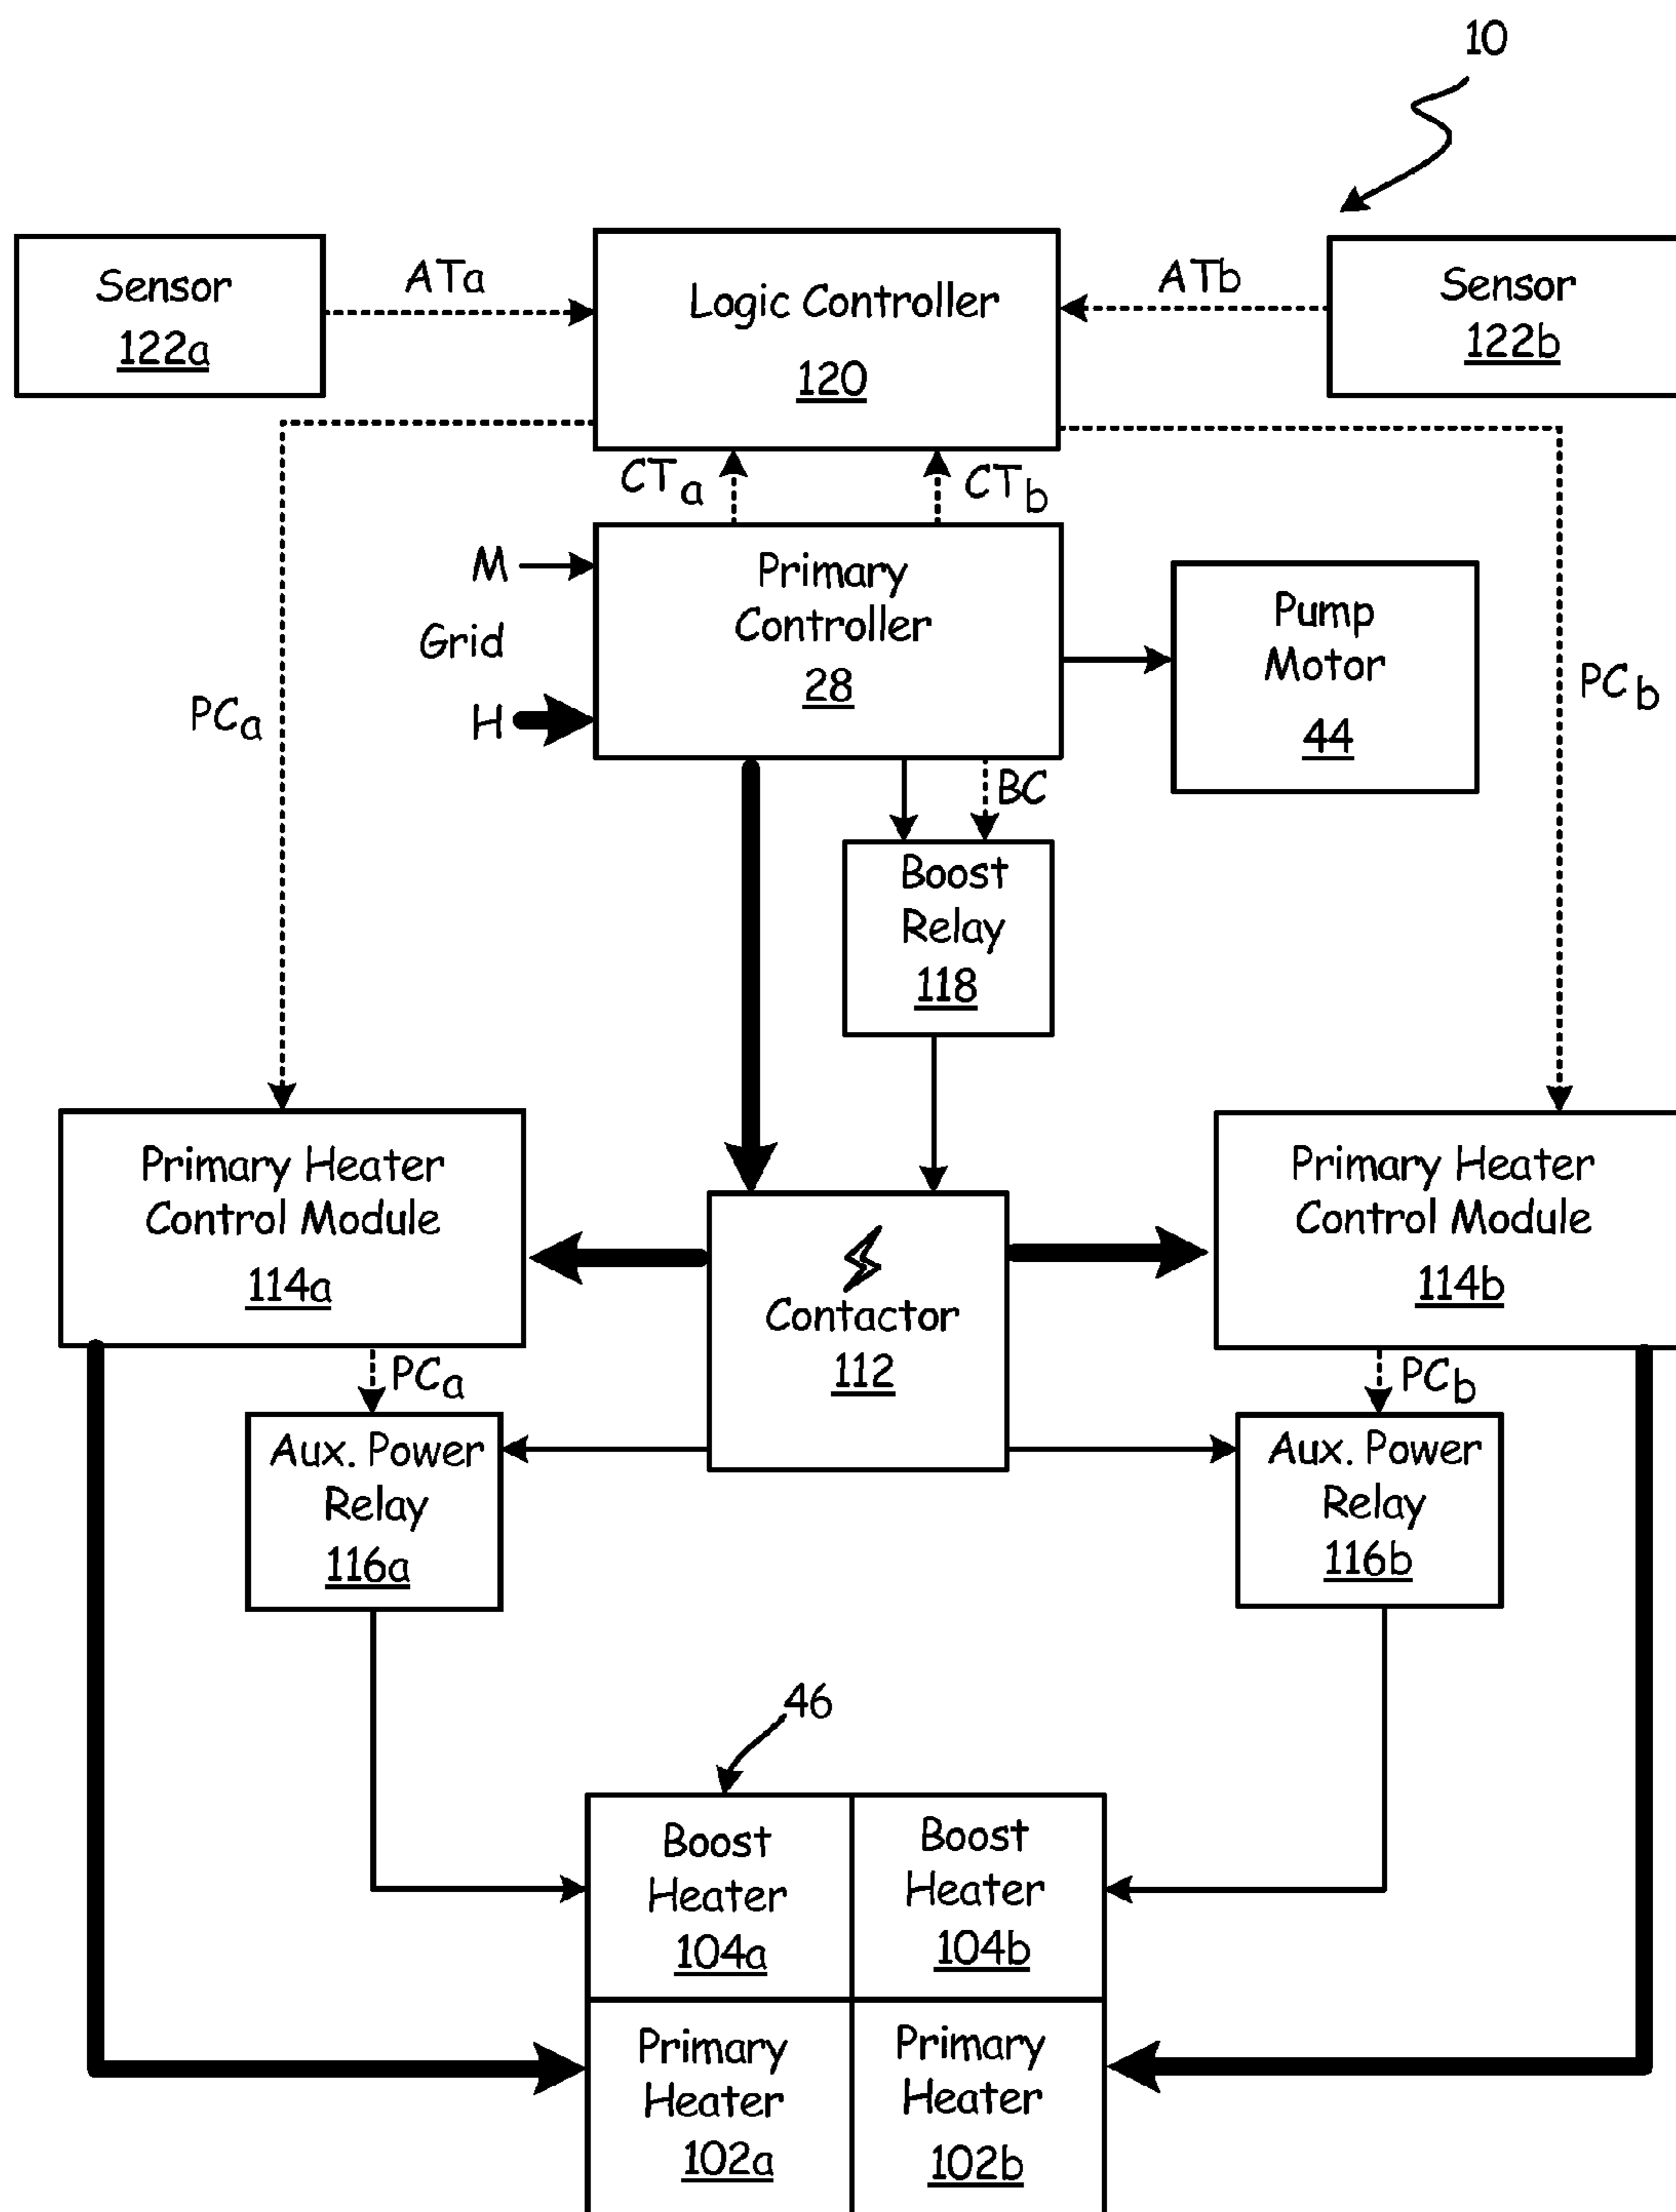 10
Sensor
122a
ATa
Logic Controller
120
ATb
Sensor
122b
CTa
CTb
M
Grid
H
Primary
Controller
28
Pump
Motor
44
PCa
PCb
BC
Boost
Relay
118
Primary Heater
Control Module
114a
Contactor
112
Primary Heater
Control Module
114b
PCa
PCb
Aux. Power
Relay
116a
Aux. Power
Relay
116b
46
Boost
Heater
104a
Boost
Heater
104b
Primary
Heater
102a
Primary
Heater
102b